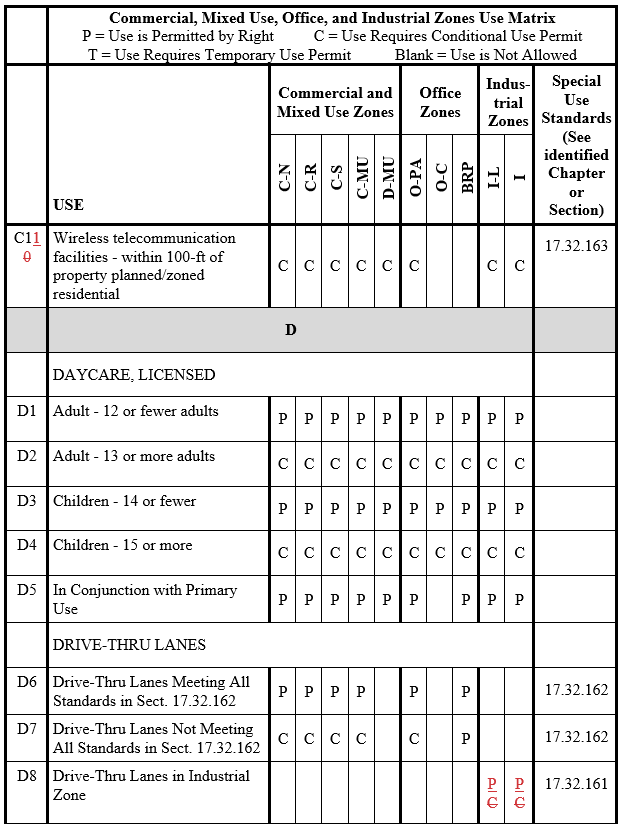 Commercial, Mixed Use, Office, and Industrial Zones Use Matrix
P = Use is Permitted by Right C = Use Requires Conditional Use Permit
T = Use Requires Temporary Use Permit Blank = Use is Not Allowed
USE
Commercial and
Mixed Use Zones
Office
Zones
Indus-
trial
Zones
Special
Use
Standards
(See
identified
Chapter
or
Section)
C-N C-R C-S C-MU D-MU O-PA O-C BRP I-L I
C11
0
Wireless telecommunication
facilities - within 100-ft of
property planned/zoned
residential
C C C C C C C C
17.32.163
D
DAYCARE, LICENSED
D1 Adult - 12 or fewer adults P P P P P P P P P P
D2 Adult - 13 or more adults C C C C C C C C C C
D3 Children - 14 or fewer P P P P P P P P P P
D4 Children - 15 or more C C C C C C C C C C
D5 In Conjunction with Primary
Use
P P P P P P P P P
DRIVE-THRU LANES
D6 Drive-Thru Lanes Meeting All
Standards in Sect. 17.32.162
P P P P P P 17.32.162
D7 Drive-Thru Lanes Not Meeting
All Standards in Sect. 17.32.162
C C C C C P 17.32.162
D8 Drive-Thru Lanes in Industrial
Zone
P P
C C
17.32.161